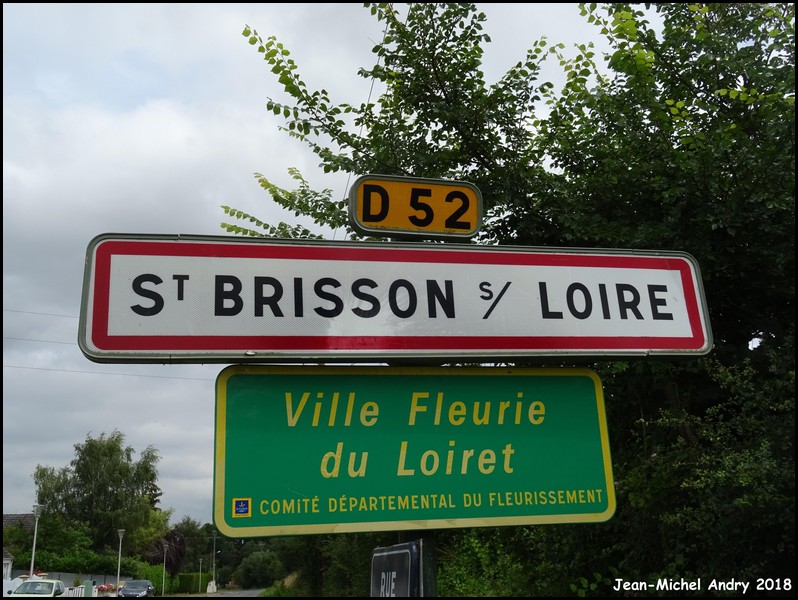 D 52
ST BRISSON S/ LOIRE
Ville Fleurie
du Loiret
COMITÉ DÉPARTEMENTAL DU FLEURISSEMENT
RUE
Jean-Michel Andry 2018